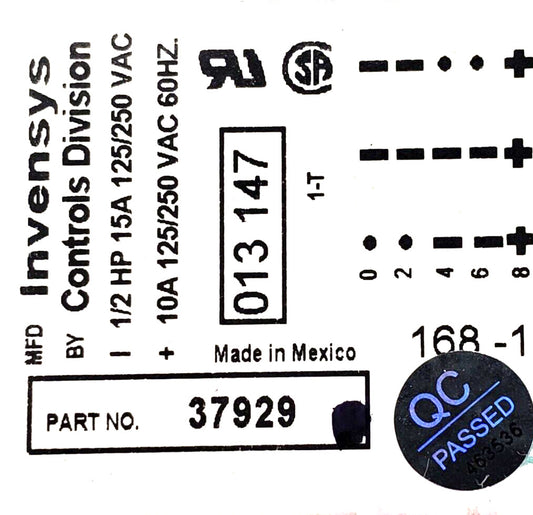 MFD Invensys
BY Controls Division
– 1/2 HP 15A 125/250 VAC
+ 10A 125/250 VAC 60HZ.
013 147
1-T
0 2 4 6 8
Made in Mexico
168 -1
PART NO. 37929
QC
PASSED
463536